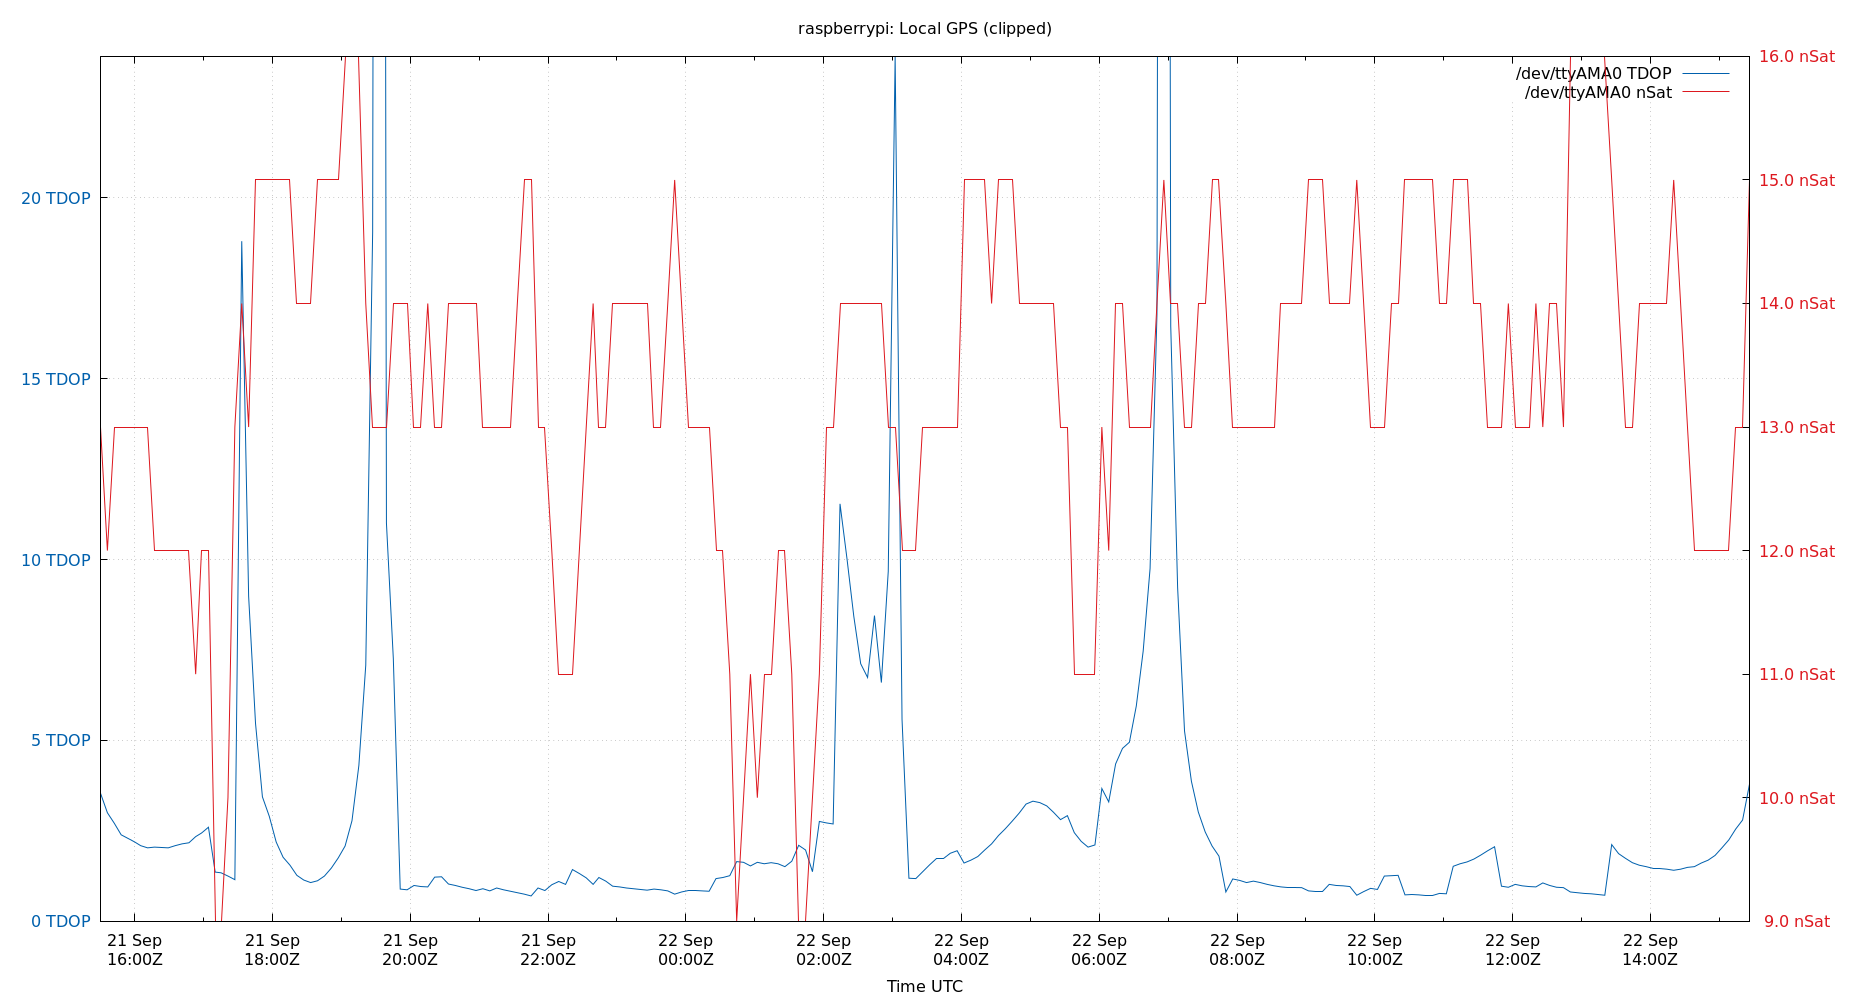 raspberrypi: Local GPS (clipped)
/dev/ttyAMA0 TDOP
/dev/ttyAMA0 nSat
20 TDOP
15 TDOP
10 TDOP
5 TDOP
0 TDOP
16.0 nSat
15.0 nSat
14.0 nSat
13.0 nSat
12.0 nSat
11.0 nSat
10.0 nSat
9.0 nSat
21 Sep 21 Sep 21 Sep 21 Sep 22 Sep 22 Sep 22 Sep 22 Sep 22 Sep 22 Sep 22 Sep 22 Sep
16:00Z 18:00Z 20:00Z 22:00Z 00:00Z 02:00Z 04:00Z 06:00Z 08:00Z 10:00Z 12:00Z 14:00Z
Time UTC